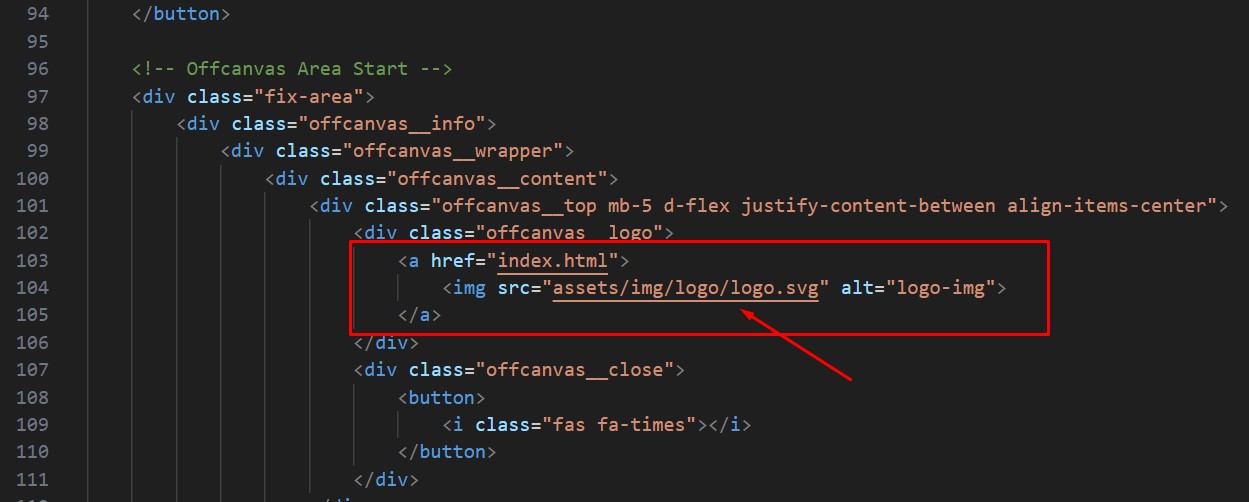 94 </button>
95
96 <!-- Offcanvas Area Start -->
97 <div class="fix-area">
98 <div class="offcanvas__info">
99 <div class="offcanvas__wrapper">
100 <div class="offcanvas__content">
101 <div class="offcanvas__top mb-5 d-flex justify-content-between align-items-center">
102 <div class="offcanvas__logo">
103 <a href="index.html">
104 <img src="assets/img/logo/logo.svg" alt="logo-img">
105 </a>
106 </div>
107 <div class="offcanvas__close">
108 <button>
109 <i class="fas fa-times"></i>
110 </button>
111 </div>